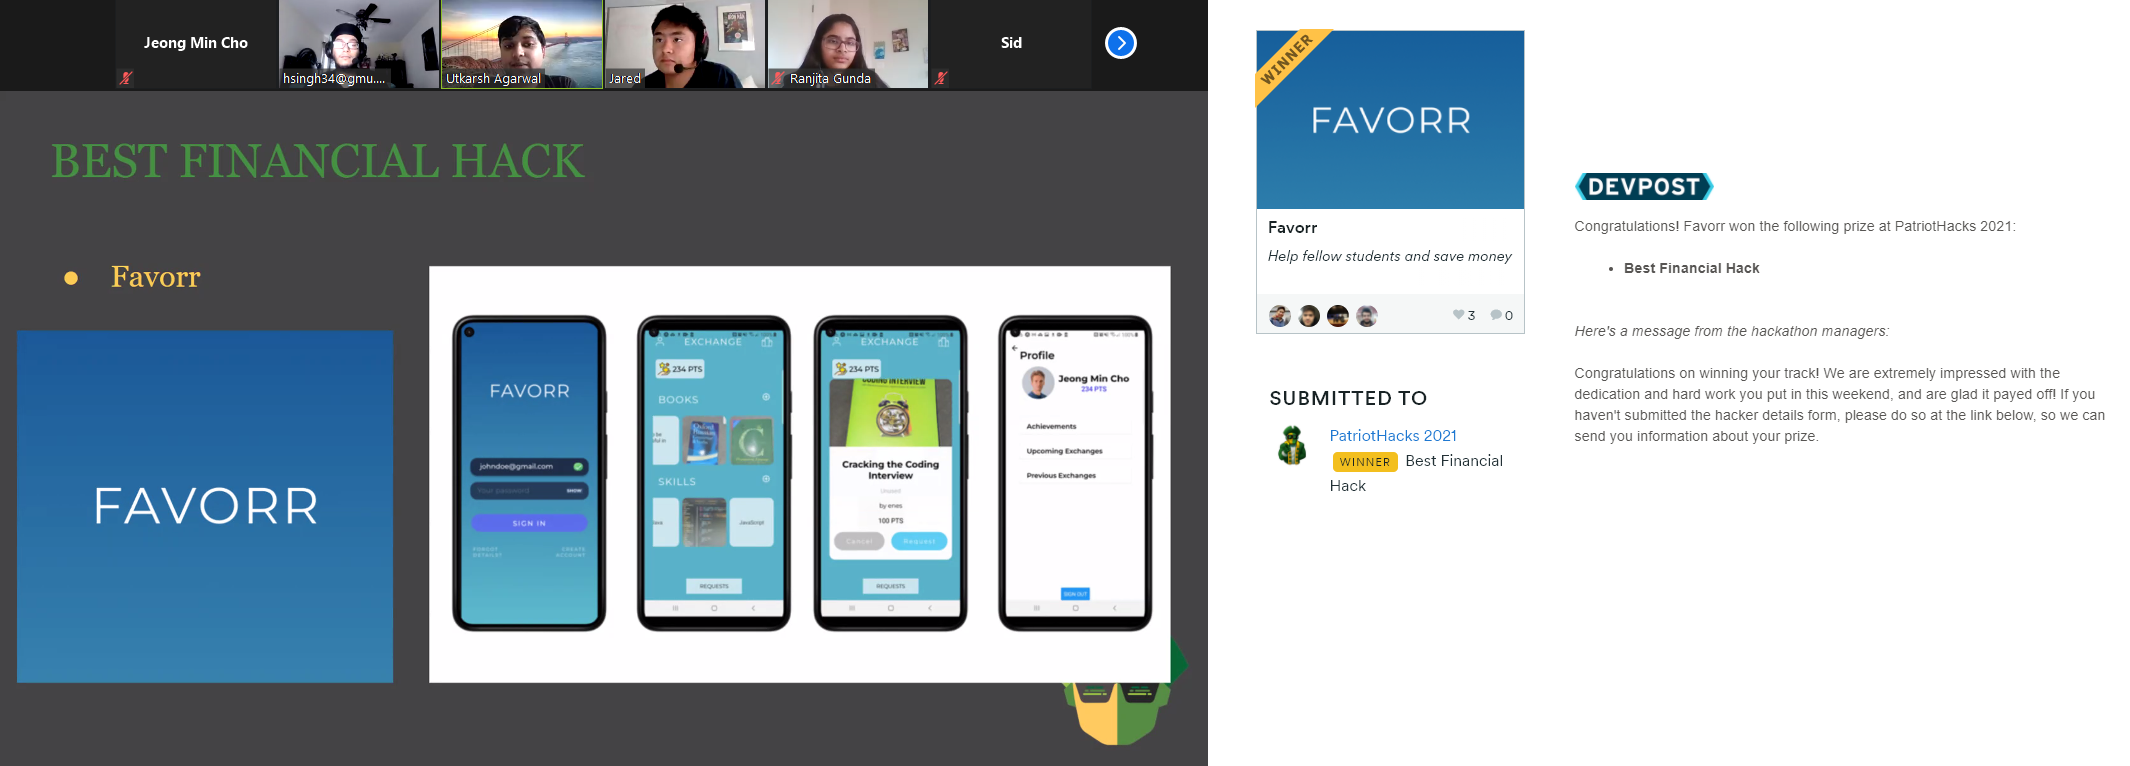 Jeong Min Cho
hsingh34@gmu....
Utkarsh Agarwal
Jared
Ranjita Gunda
Sid
BEST FINANCIAL HACK
Favorr
FAVORR
FAVORR
johndoe@gmail.com
Your password
SHOW
SIGN IN
FORGOT
CREATE
ACCOUNT
EXCHANGE
234 PTS
BOOKS
SKILLS
JavaScript
REQUESTS
EXCHANGE
234 PTS
CODING INTERVIEW
Cracking the Coding
Interview
Unused
by enes
100 PTS
Cancel
Request
REQUESTS
Profile
Jeong Min Cho
234 PTS
Achievements
Upcoming Exchanges
Previous Exchanges
SIGN OUT
WINNER
FAVORR
Favorr
Help fellow students and save money
3
0
SUBMITTED TO
PatriotHacks 2021
WINNER Best Financial
Hack
DEVPOST
Congratulations! Favorr won the following prize at PatriotHacks 2021:
• Best Financial Hack
Here's a message from the hackathon managers:
Congratulations on winning your track! We are extremely impressed with the
dedication and hard work you put in this weekend, and are glad it payed off! If you
haven't submitted the hacker details form, please do so at the link below, so we can
send you information about your prize.